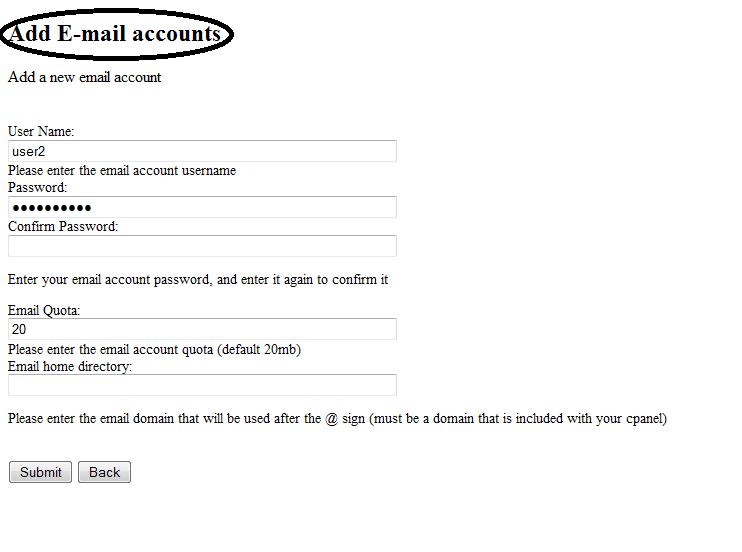 Add E-mail accounts
Add a new email account
User Name:
user2
Please enter the email account username
Password:
●●●●●●●●●●
Confirm Password:
Enter your email account password, and enter it again to confirm it
Email Quota:
20
Please enter the email account quota (default 20mb)
Email home directory:
Please enter the email domain that will be used after the @ sign (must be a domain that is included with your cpanel)
Submit Back